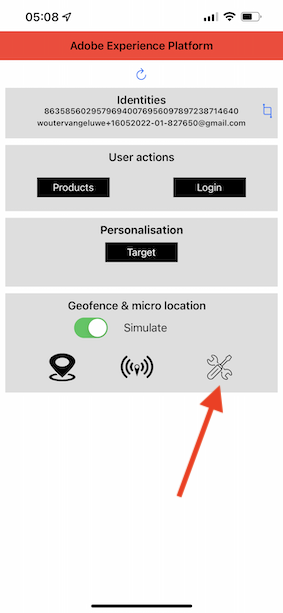 05:08
Adobe Experience Platform
Identities
86358560295796940076956097897238714640
woutervangeluwe+16052022-01-827650@gmail.com
User actions
Products
Login
Personalisation
Target
Geofence & micro location
Simulate